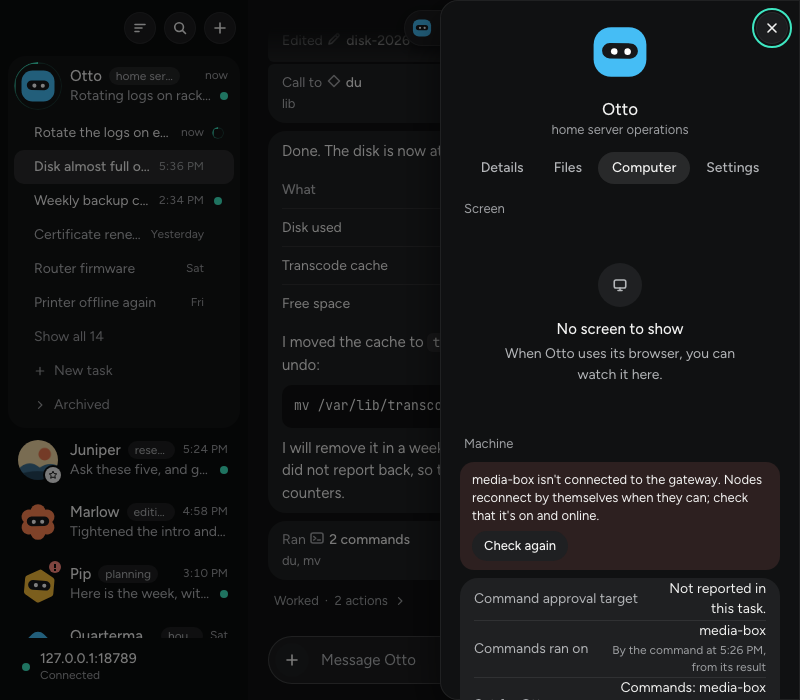 Otto home ser... now
Rotating logs on rack...
Rotate the logs on e... now
Disk almost full o... 5:36 PM
Weekly backup c... 2:34 PM
Certificate rene... Yesterday
Router firmware Sat
Printer offline again Fri
Show all 14
+ New task
> Archived
Juniper rese... 5:24 PM
Ask these five, and g...
Marlow editi... 4:58 PM
Tightened the intro and...
Pip planning 3:10 PM
Here is the week, wit...
Quarterma hou Sat
127.0.0.1:18789
Connected
Edited disk-2026
Call to du
lib
Done. The disk is now at
What
Disk used
Transcode cache
Free space
I moved the cache to
undo:
mv /var/lib/transco
I will remove it in a week
did not report back, so
counters.
Ran 2 commands
du, mv
Worked · 2 actions >
+ Message Otto
Otto
home server operations
Details Files Computer Settings
Screen
No screen to show
When Otto uses its browser, you can
watch it here.
Machine
media-box isn't connected to the gateway. Nodes
reconnect by themselves when they can; check
that it's on and online.
Check again
Command approval target Not reported in
this task.
Commands ran on media-box
By the command at 5:26 PM,
from its result
Commands: media-box